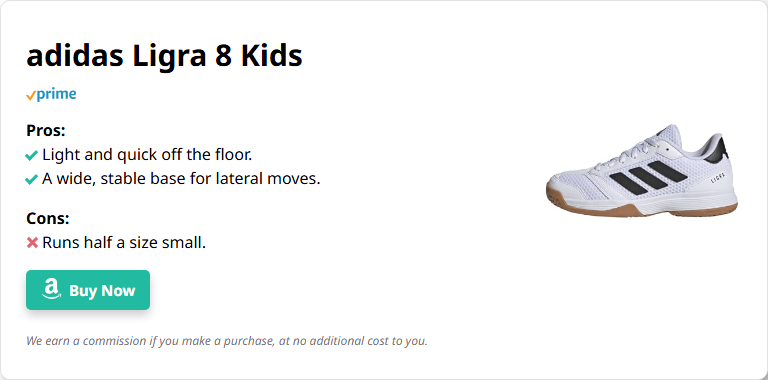 adidas Ligra 8 Kids
prime
Pros:
Light and quick off the floor.
A wide, stable base for lateral moves.
LIGRA
Cons:
Runs half a size small.
Buy Now
We earn a commission if you make a purchase, at no additional cost to you.